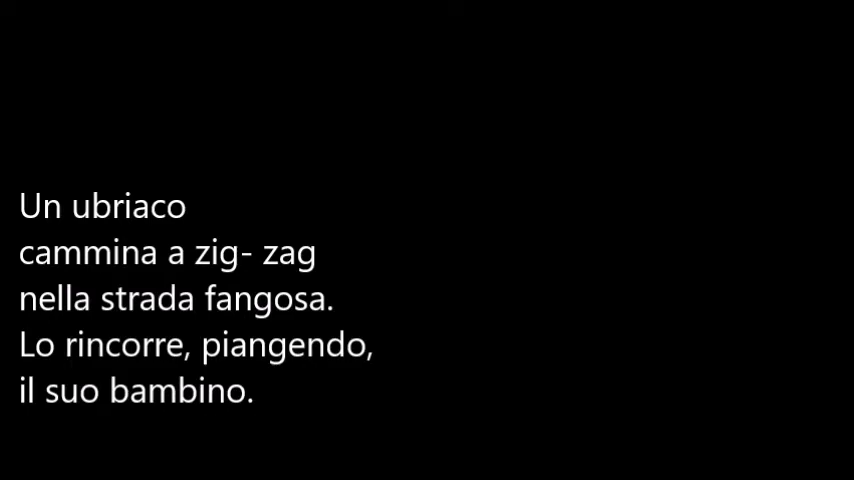 Un ubriaco
cammina a zig- zag
nella strada fangosa.
Lo rincorre, piangendo,
il suo bambino.